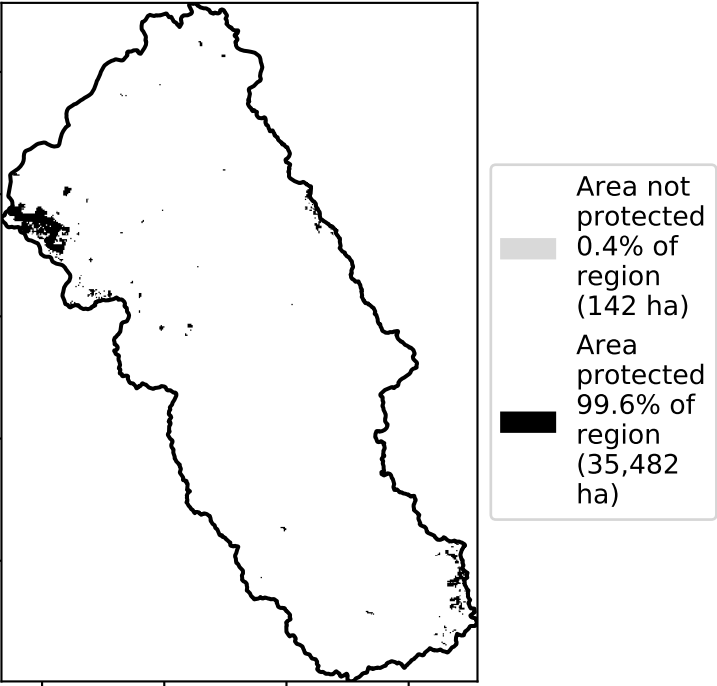 Area not
protected
0.4% of
region
(142 ha)
Area
protected
99.6% of
region
(35,482
ha)